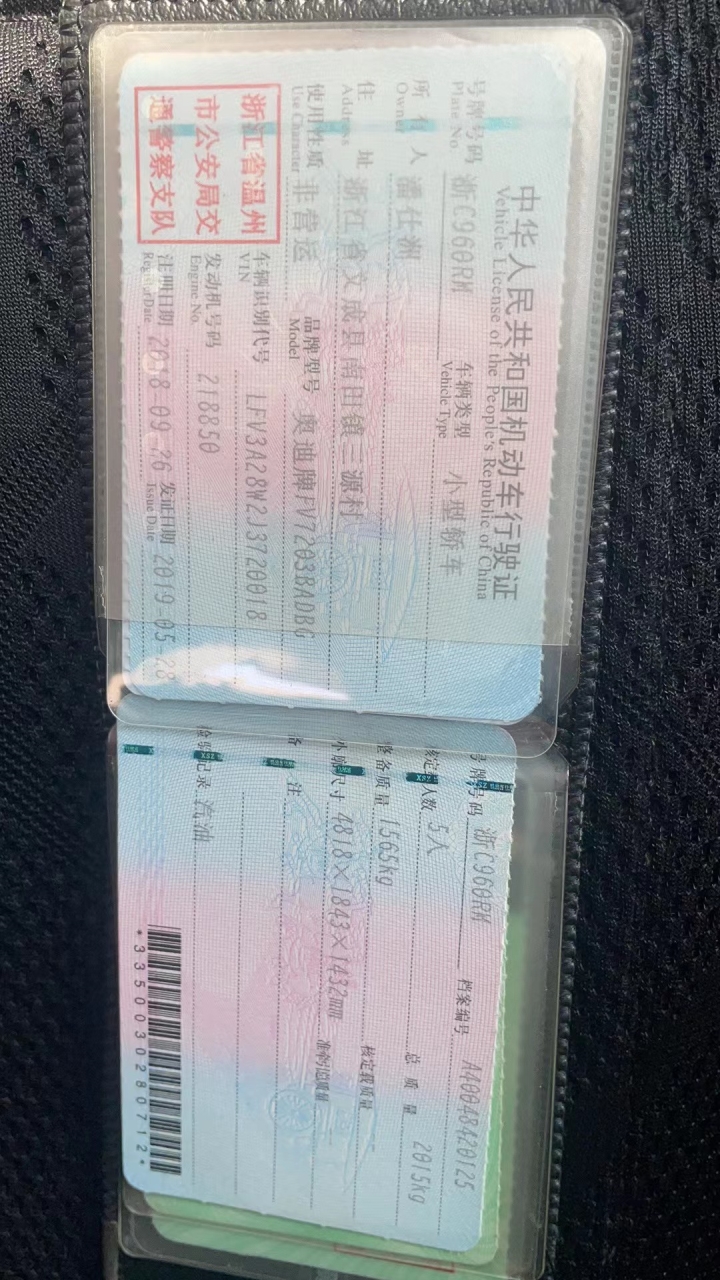 中华人民共和国机动车行驶证
Vehicle License of the People's Republic of China
号牌号码 浙C960RM 车辆类型 小型轿车
Plate No. Vehicle Type
所有人 潘仕洲
Owner
住址 浙江省文成县南田镇三源村
Address
使用性质 非营运 品牌型号 奥迪牌FV7203BADBG
Use Character Model
浙江省温州
市公安局交
通警察支队
车辆识别代号 LFV3A28W2J3720018
VIN
发动机号码 218850
Engine No.
注册日期 2018-09-26 发证日期 2019-05-28
Register Date Issue Date
号牌号码 浙C960RM 档案编号 A40048420125
核定载人数 5人 总质量 2015kg
整备质量 1565kg 核定载质量
外廓尺寸 4818×1843×1432mm 准牵引总质量
备注
检验记录 汽油
*3350030280712*